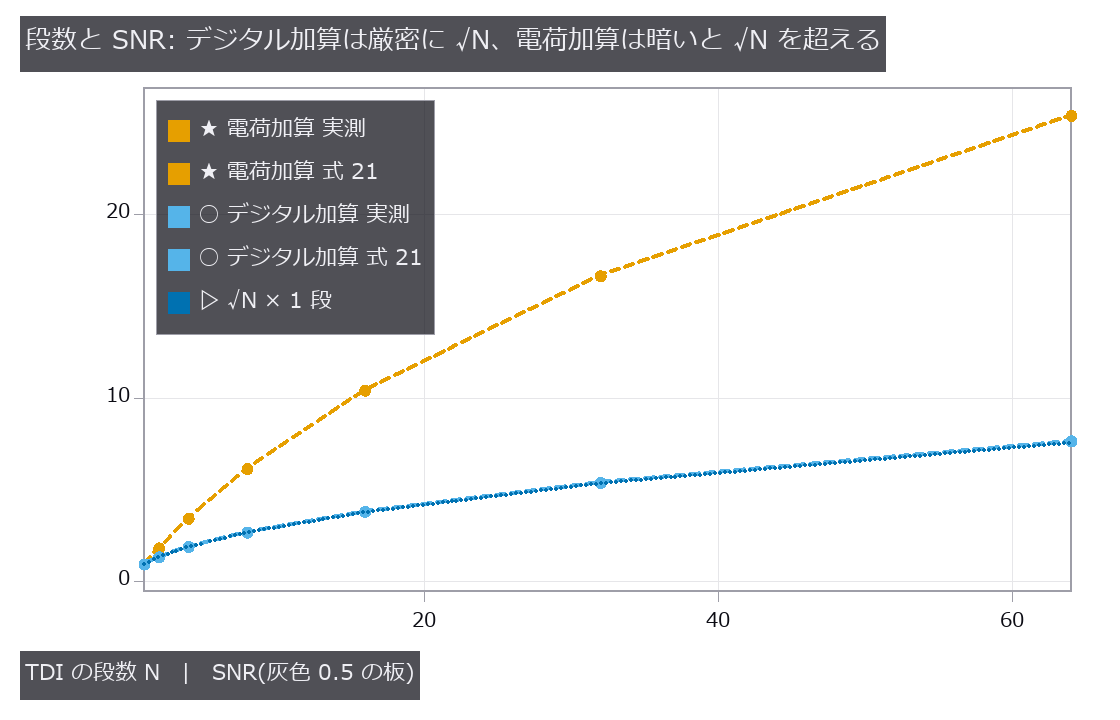 段数と SNR: デジタル加算は厳密に √N、電荷加算は暗いと √N を超える
★ 電荷加算 実測
★ 電荷加算 式 21
○ デジタル加算 実測
○ デジタル加算 式 21
▷ √N × 1 段
20
10
0
20 40 60
TDI の段数 N | SNR(灰色 0.5 の板)